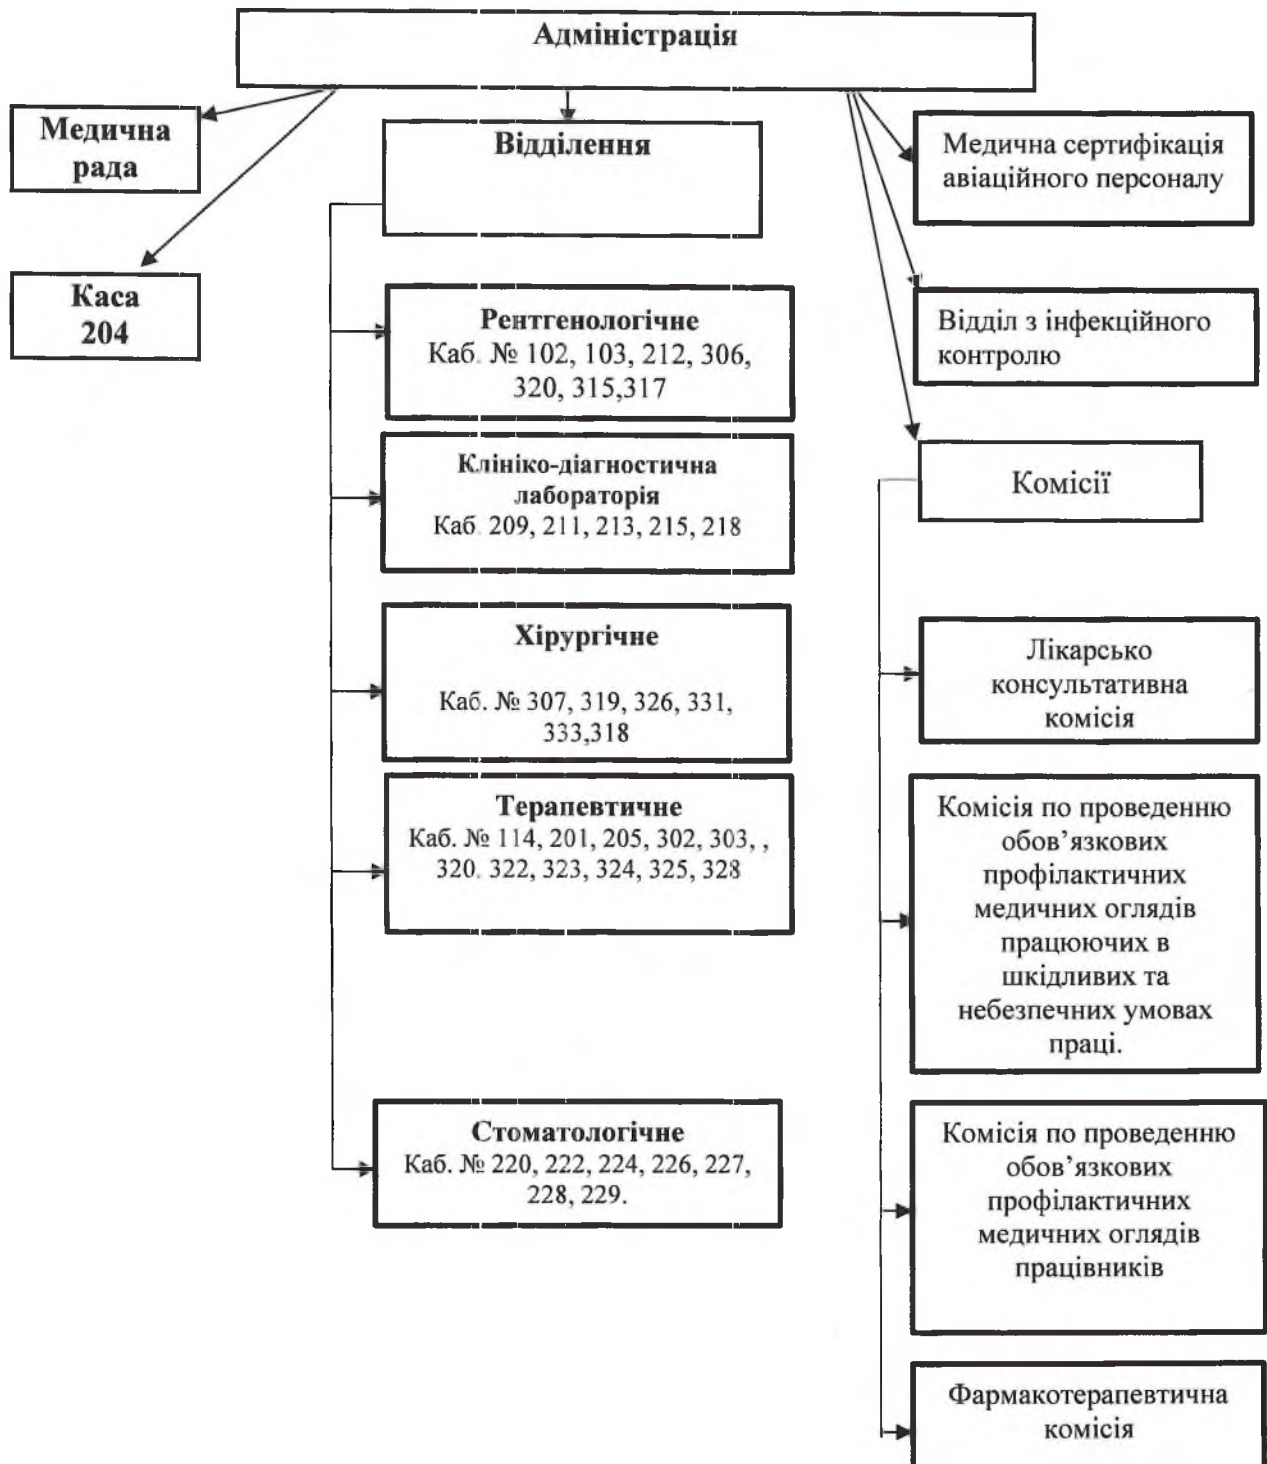 Адміністрація
Медична
рада
Каса
204
Відділення
Рентгенологічне
Каб. № 102, 103, 212, 306,
320, 315,317
Клініко-діагностична
лабораторія
Каб. 209, 211, 213, 215, 218
Хірургічне
Каб. № 307, 319, 326, 331,
333,318
Терапевтичне
Каб. № 114, 201, 205, 302, 303, ,
320. 322, 323, 324, 325, 328
Стоматологічне
Каб. № 220, 222, 224, 226, 227,
228, 229.
Медична сертифікація
авіаційного персоналу
Відділ з інфекційного
контролю
Комісії
Лікарсько
консультативна
комісія
Комісія по проведенню
обов’язкових
профілактичних
медичних оглядів
працюючих в
шкідливих та
небезпечних умовах
праці.
Комісія по проведенню
обов’язкових
профілактичних
медичних оглядів
працівників
Фармакотерапевтична
комісія